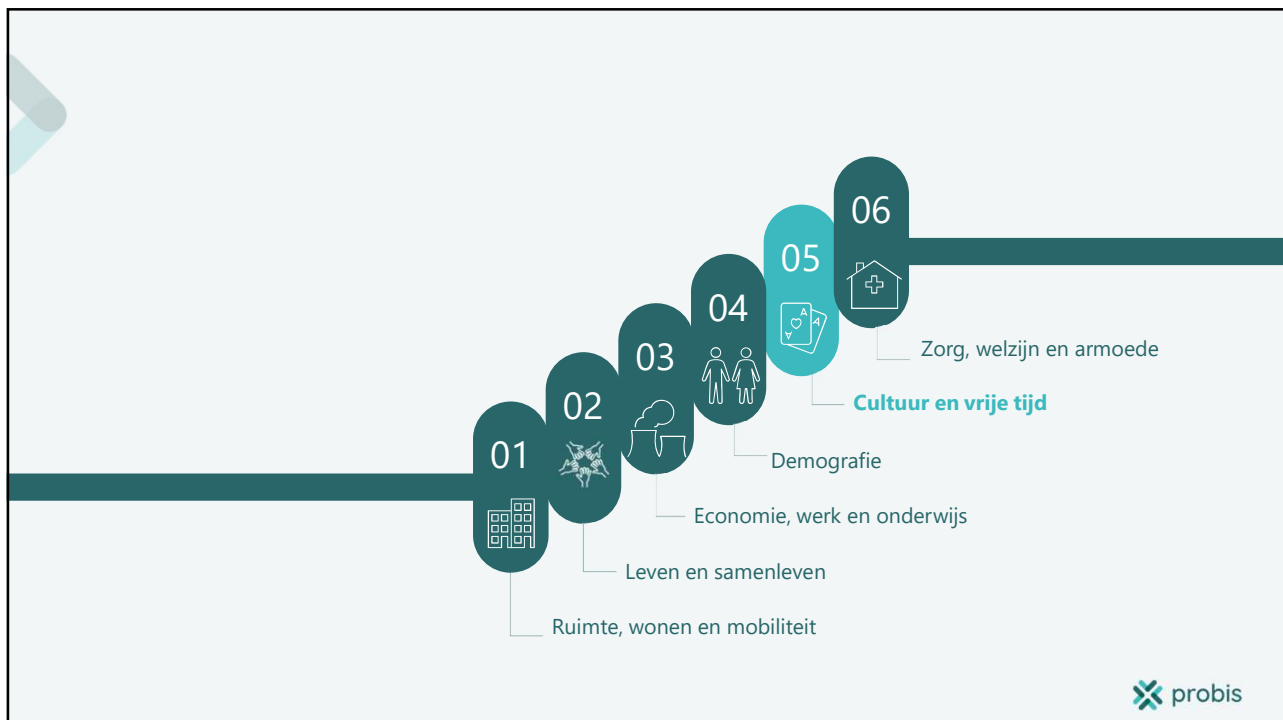 01
Ruimte, wonen en mobiliteit
02
Leven en samenleven
03
Economie, werk en onderwijs
04
Demografie
05
A
A
A
Cultuur en vrije tijd
06
Zorg, welzijn en armoede
probis